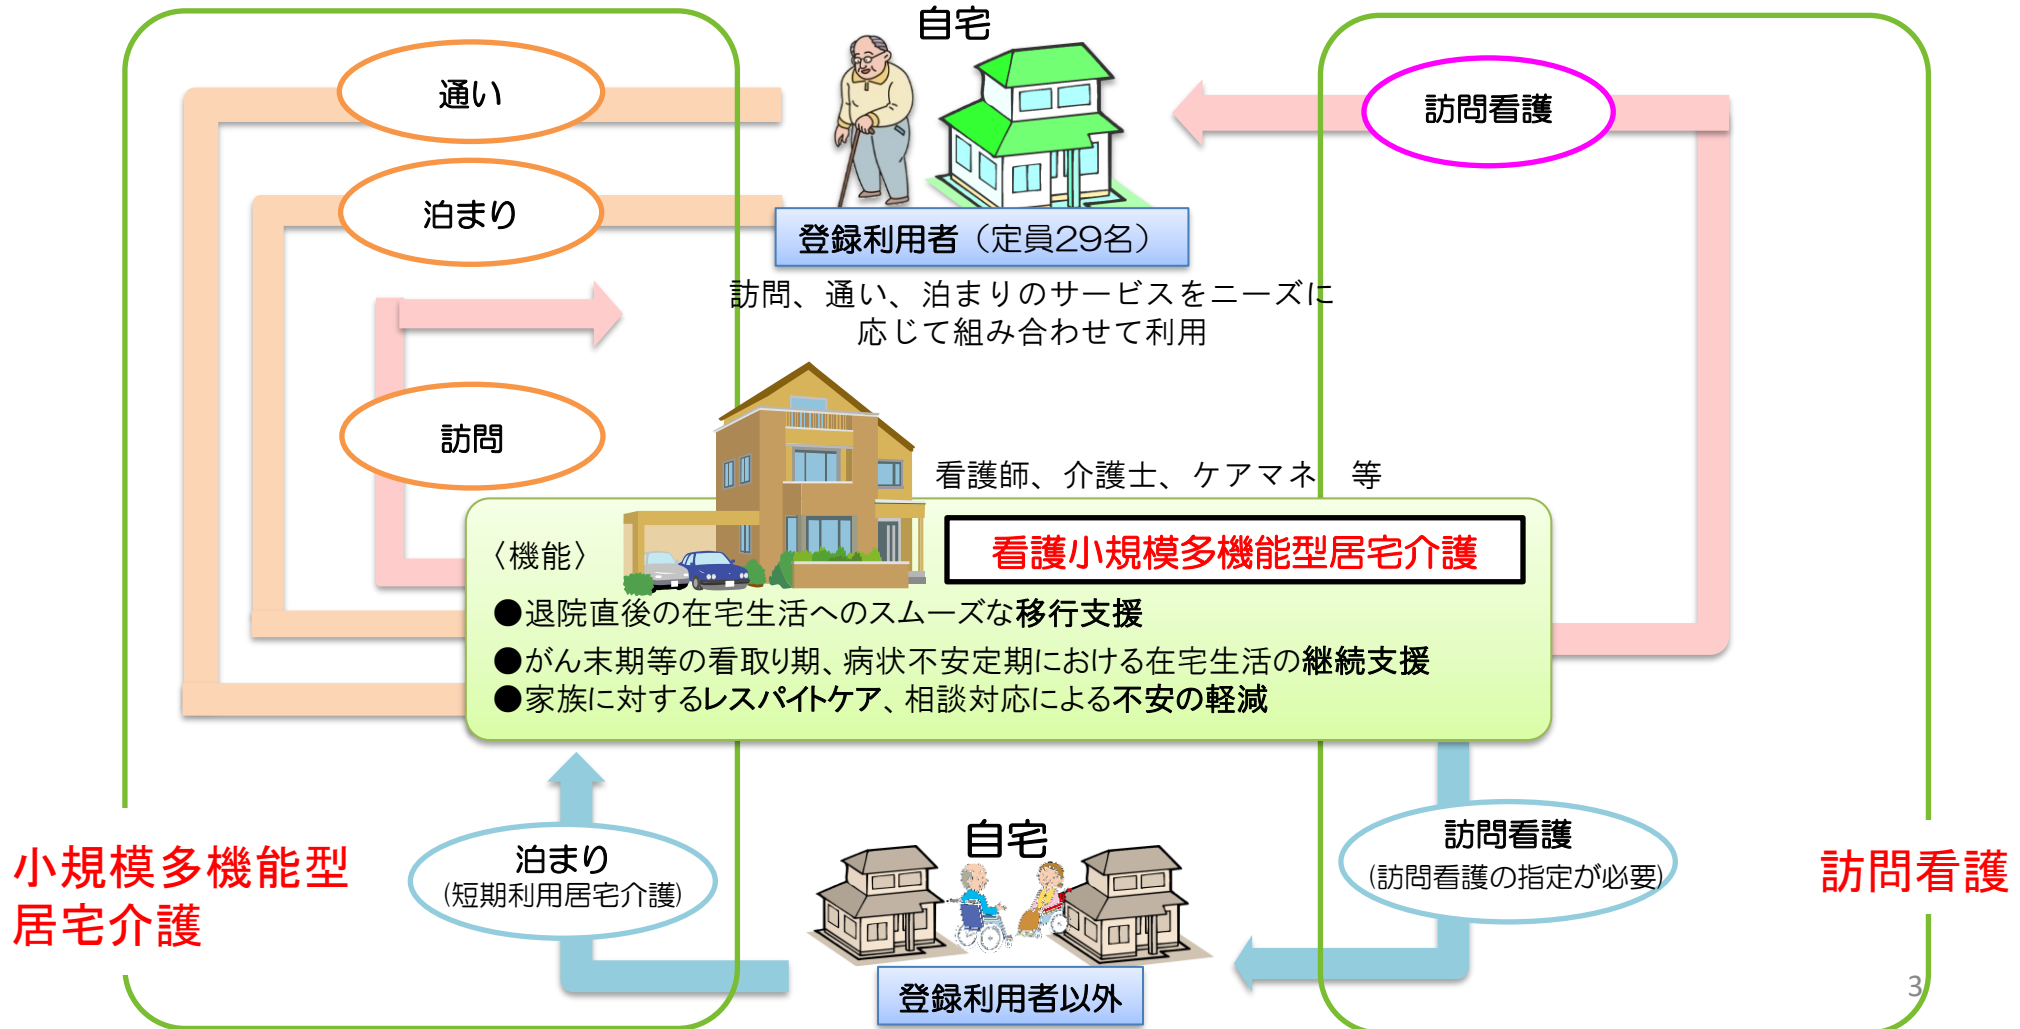 自宅
通い
訪問看護
泊まり
登録利用者（定員29名）
訪問、通い、泊まりのサービスをニーズに
応じて組み合わせて利用
訪問
看護師、介護士、ケアマネ　等
〈機能〉
看護小規模多機能型居宅介護
●退院直後の在宅生活へのスムーズな移行支援
●がん末期等の看取り期、病状不安定期における在宅生活の継続支援
●家族に対するレスパイトケア、相談対応による不安の軽減
小規模多機能型
居宅介護
泊まり
(短期利用居宅介護)
自宅
訪問看護
(訪問看護の指定が必要)
訪問看護
登録利用者以外
3